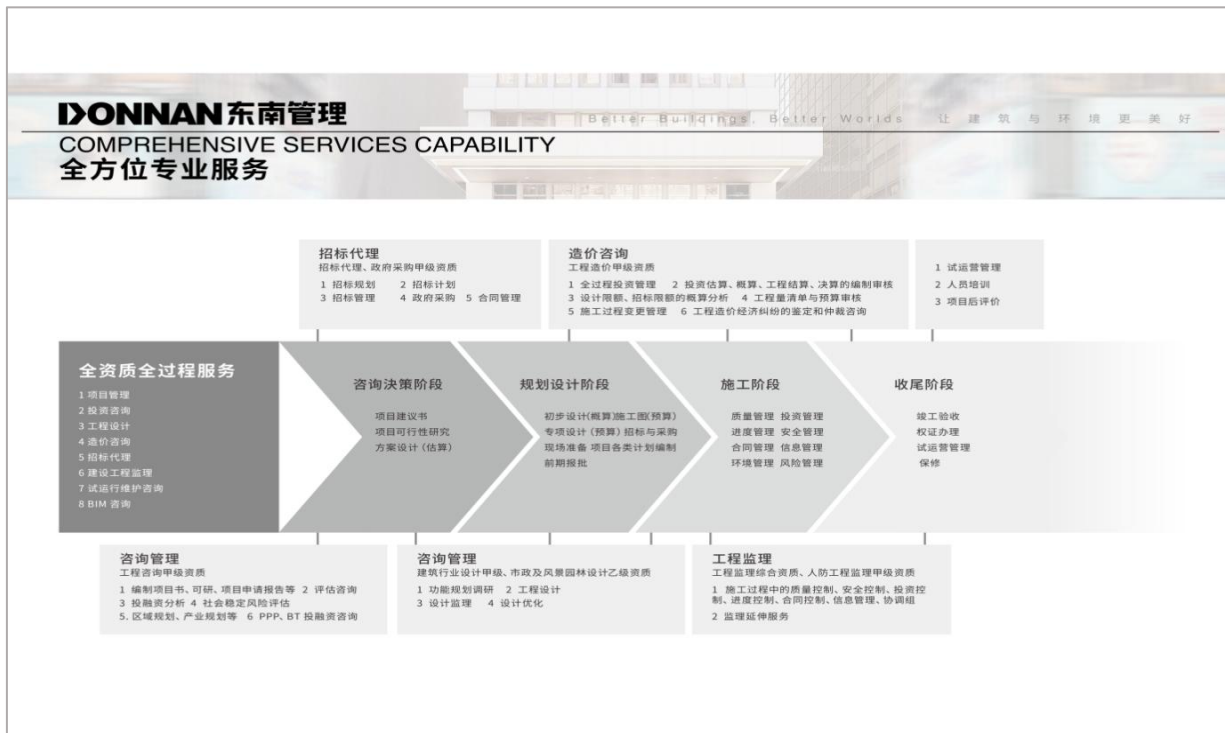 DONNAN东南管理
Better Buildings, Better Worlds 让建筑与环境更美好
COMPREHENSIVE SERVICES CAPABILITY
全方位专业服务
招标代理
招标代理、政府采购甲级资质
1 招标规划 2 招标计划
3 招标管理 4 政府采购 5 合同管理
造价咨询
工程造价甲级资质
1 全过程投资管理 2 投资估算、概算、工程结算、决算的编制审核
3 设计限额、招标限额的概算分析 4 工程量清单与预算审核
5 施工过程变更管理 6 工程造价经济纠纷的鉴定和仲裁咨询
1 试运营管理
2 人员培训
3 项目后评价
全资质全过程服务
1 项目管理
2 投资咨询
3 工程设计
4 造价咨询
5 招标代理
6 建设工程监理
7 试运行维护咨询
8 BIM 咨询
咨询决策阶段
项目建议书
项目可行性研究
方案设计 (估算)
规划设计阶段
初步设计(概算)施工图(预算)
专项设计 (预算) 招标与采购
现场准备 项目各类计划编制
前期报批
施工阶段
质量管理 投资管理
进度管理 安全管理
合同管理 信息管理
环境管理 风险管理
收尾阶段
竣工验收
权证办理
试运营管理
保修
咨询管理
工程咨询甲级资质
1 编制项目书、可研、项目申请报告等 2 评估咨询
3 投融资分析 4 社会稳定风险评估
5. 区域规划、产业规划等 6 PPP、BT 投融资咨询
咨询管理
建筑行业设计甲级、市政及风景园林设计乙级资质
1 功能规划调研 2 工程设计
3 设计监理 4 设计优化
工程监理
工程监理综合资质、人防工程监理甲级资质
1 施工过程中的质量控制、安全控制、投资控
制、进度控制、合同控制、信息管理、协调组
2 监理延伸服务